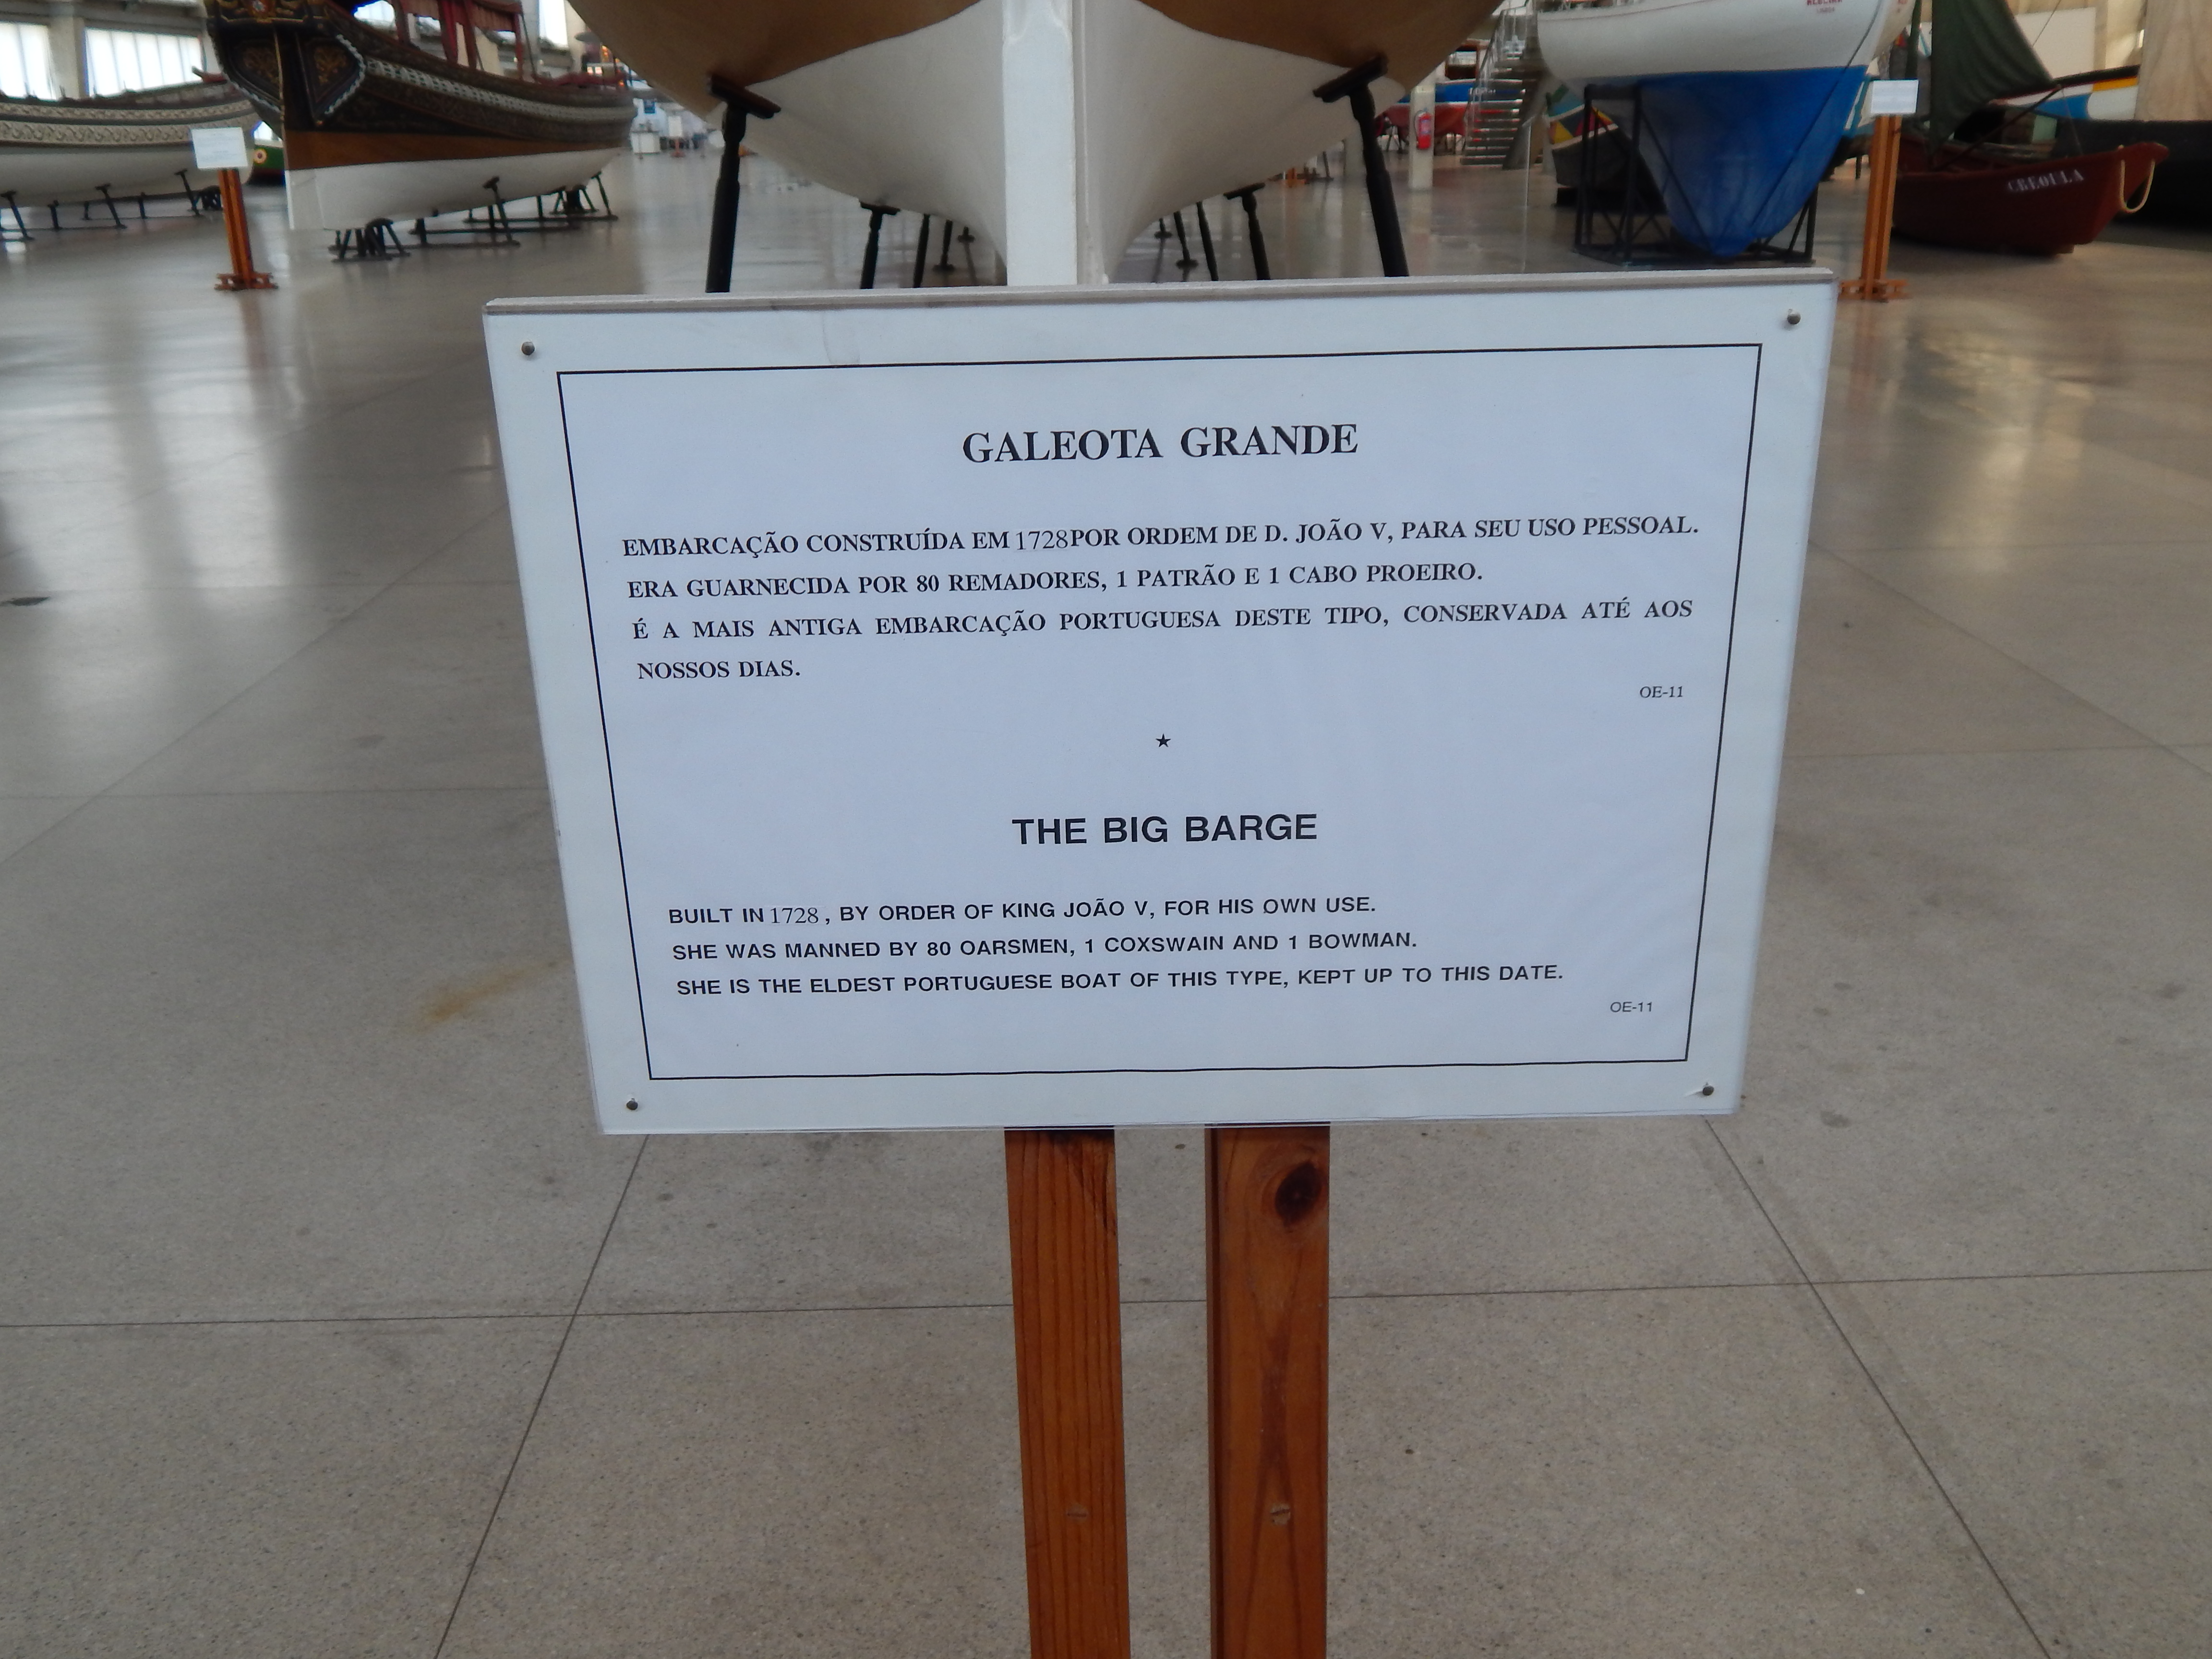 GALEOTA GRANDE
EMBARCAÇÃO CONSTRUÍDA EM 1728 POR ORDEM DE D. JOÃO V, PARA SEU USO PESSOAL.
ERA GUARNECIDA POR 80 REMADORES, 1 PATRÃO E 1 CABO PROEIRO.
É A MAIS ANTIGA EMBARCAÇÃO PORTUGUESA DESTE TIPO, CONSERVADA ATÉ AOS
NOSSOS DIAS.
OE-11
★
THE BIG BARGE
BUILT IN 1728, BY ORDER OF KING JOÃO V, FOR HIS OWN USE.
SHE WAS MANNED BY 80 OARSMEN, 1 COXSWAIN AND 1 BOWMAN.
SHE IS THE ELDEST PORTUGUESE BOAT OF THIS TYPE, KEPT UP TO THIS DATE.
OE-11
CREOULA